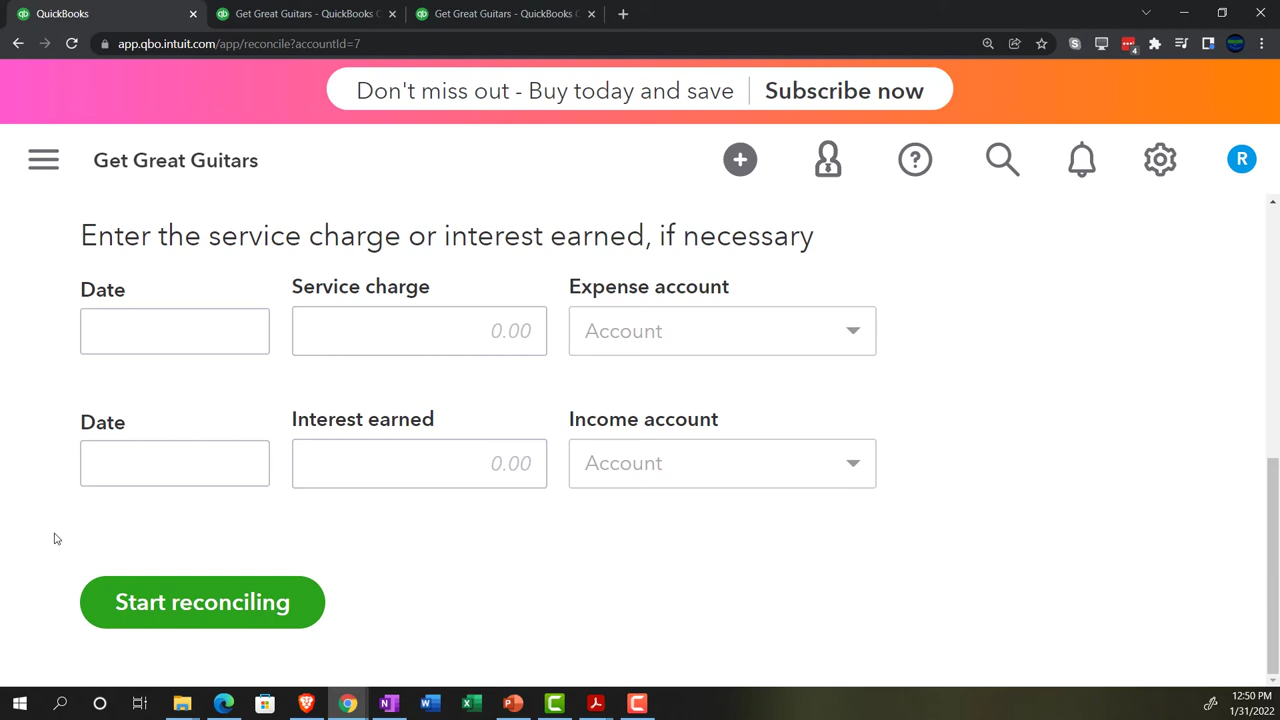 QuickBooks
Get Great Guitars - QuickBooks C
Get Great Guitars - QuickBooks C
app.qbo.intuit.com/app/reconcile?accountId=7
4
Don't miss out - Buy today and save
Subscribe now
Get Great Guitars
R
Enter the service charge or interest earned, if necessary
Date
Service charge
Expense account
0.00
Account
Date
Interest earned
Income account
0.00
Account
Start reconciling
12:50 PM
1/31/2022